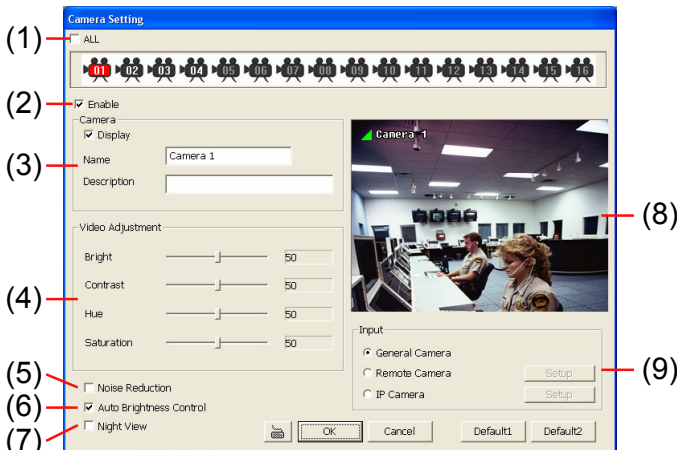 Camera Setting
(1) ALL
01 02 03 04 05 06 07 08 09 10 11 12 13 14 15 16
(2) Enable
Camera
Display
(3) Name Camera 1
Description
Camera 1
(8)
Video Adjustment
Bright 50
Contrast 50
(4)
Hue 50
Saturation 50
Input
General Camera
Remote Camera Setup
(9)
IP Camera Setup
(5) Noise Reduction
(6) Auto Brightness Control
(7) Night View
OK Cancel Default1 Default2